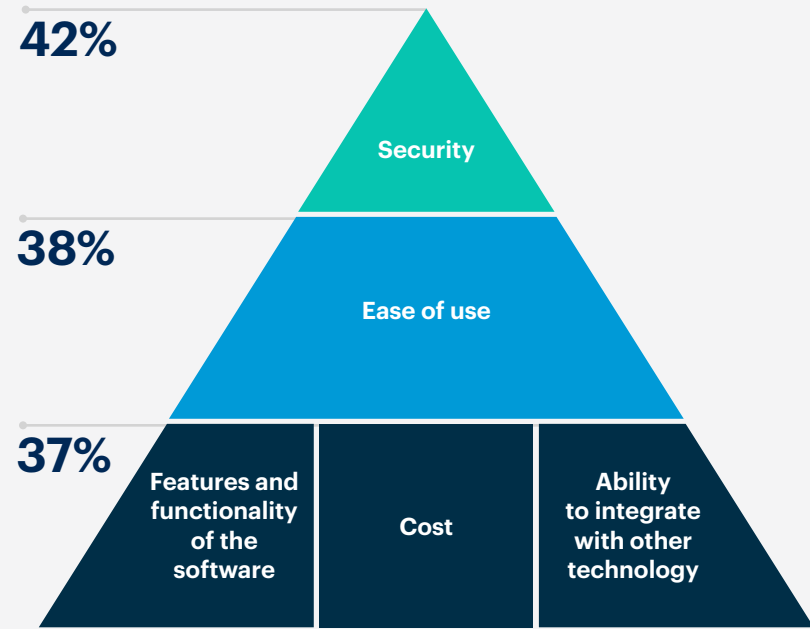 42%
Security
38%
Ease of use
37%
Features and
functionality
of the
software
Cost
Ability
to integrate
with other
technology